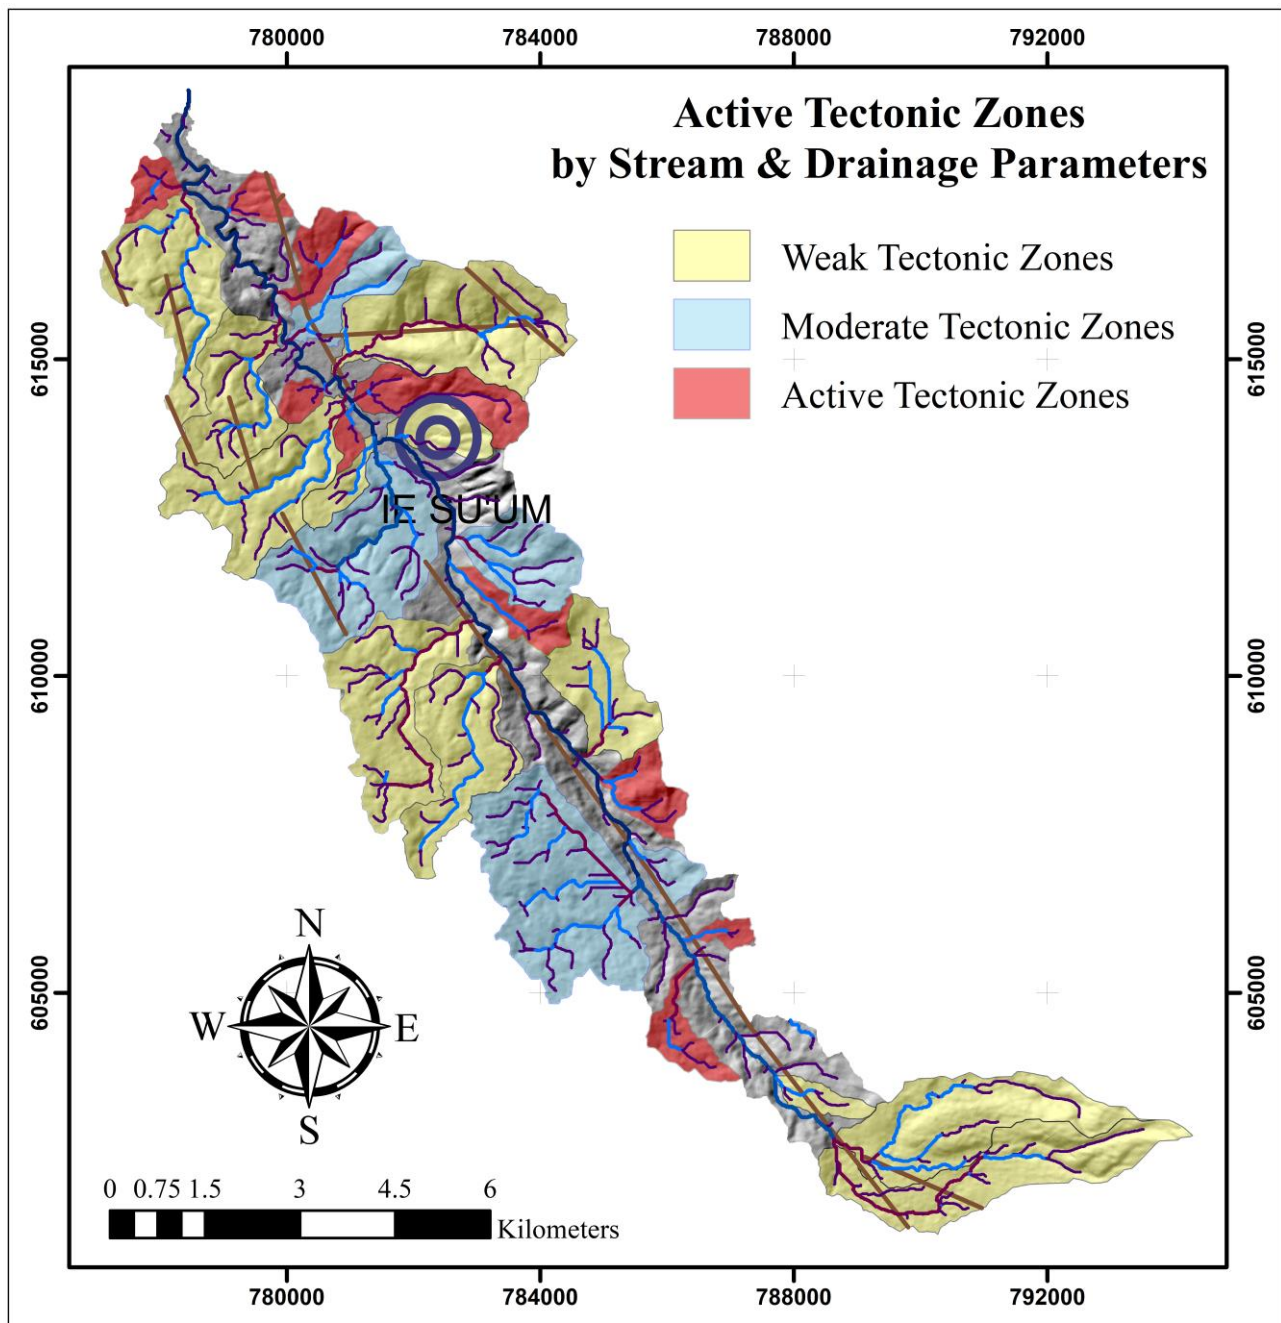 780000 784000 788000 792000
Active Tectonic Zones
by Stream & Drainage Parameters
Weak Tectonic Zones
Moderate Tectonic Zones
Active Tectonic Zones
615000 615000
IE SU'UM
610000 610000
605000 605000
N
W E
S
0 0.75 1.5 3 4.5 6
Kilometers
780000 784000 788000 792000